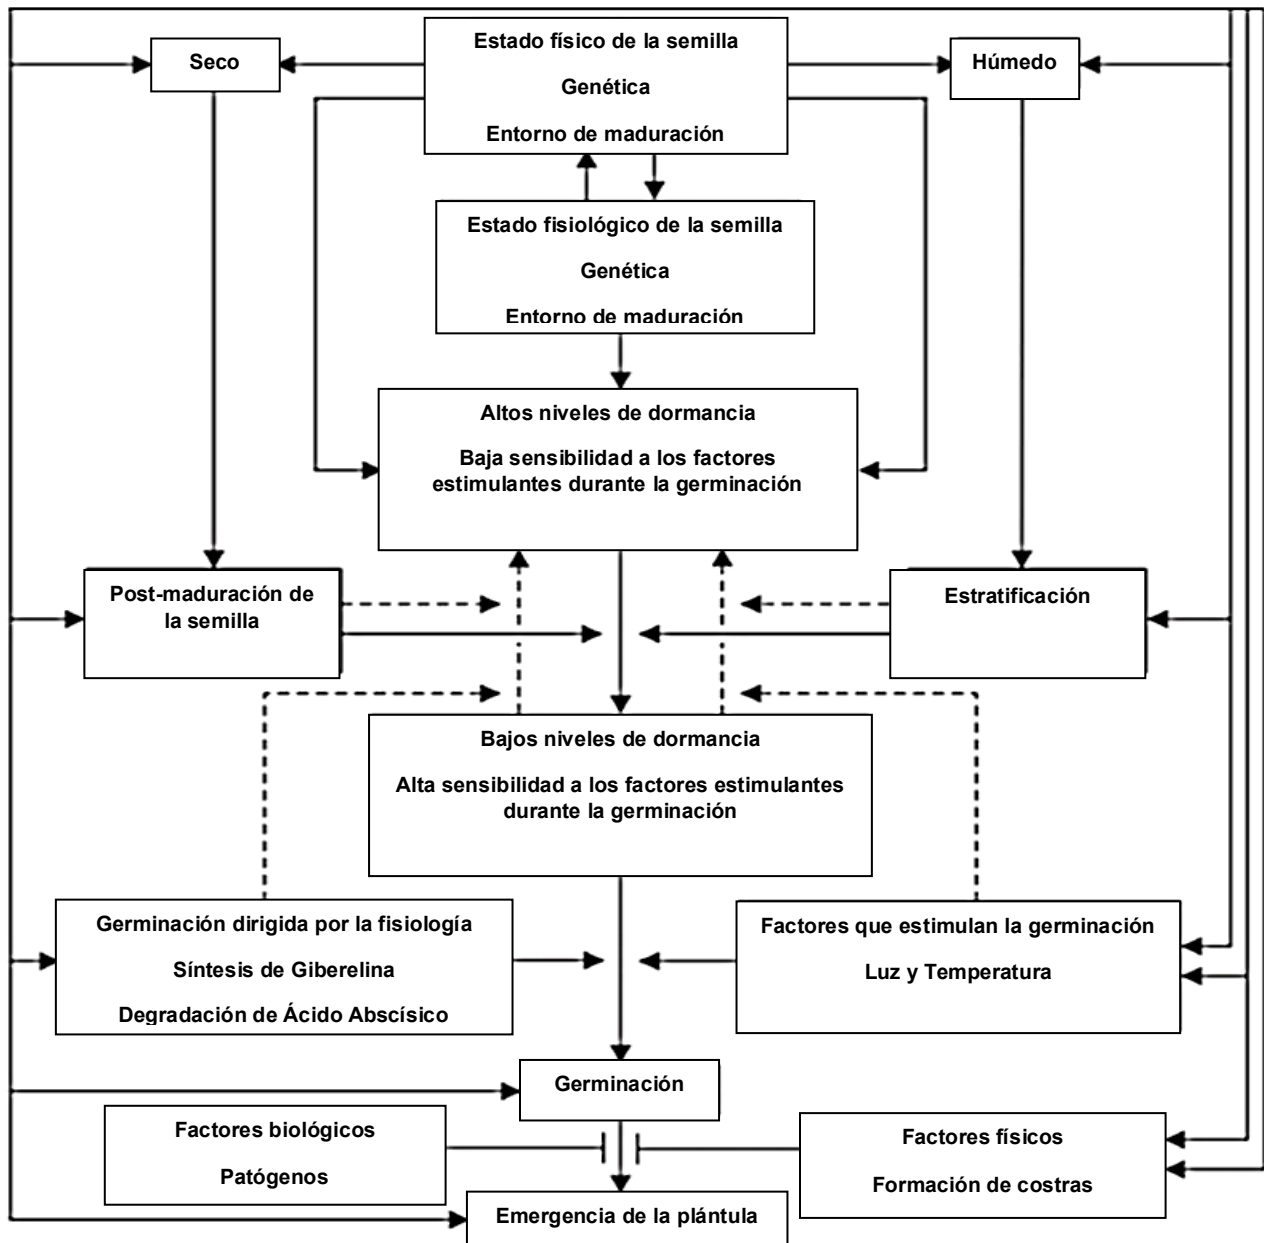 Estado físico de la semilla
Seco
Húmedo
Genética
Entorno de maduración
Estado fisiológico de la semilla
Genética
Entorno de maduración
Altos niveles de dormancia
Baja sensibilidad a los factores
estimulantes durante la germinación
Post-maduración de
la semilla
Estratificación
Bajos niveles de dormancia
Alta sensibilidad a los factores estimulantes
durante la germinación
Germinación dirigida por la fisiología
Síntesis de Giberelina
Degradación de Ácido Abscísico
Factores que estimulan la germinación
Luz y Temperatura
Germinación
Factores biológicos
Patógenos
Factores físicos
Formación de costras
Emergencia de la plántula